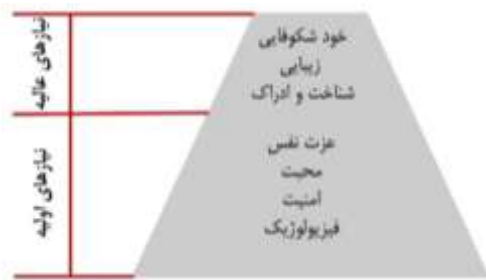 خود شکوفایی
زیبایی
شناخت و ادراک
عزت نفس
محبت
امنیت
فیزیولوژیک
نیازهای عالیه
نیازهای اولیه